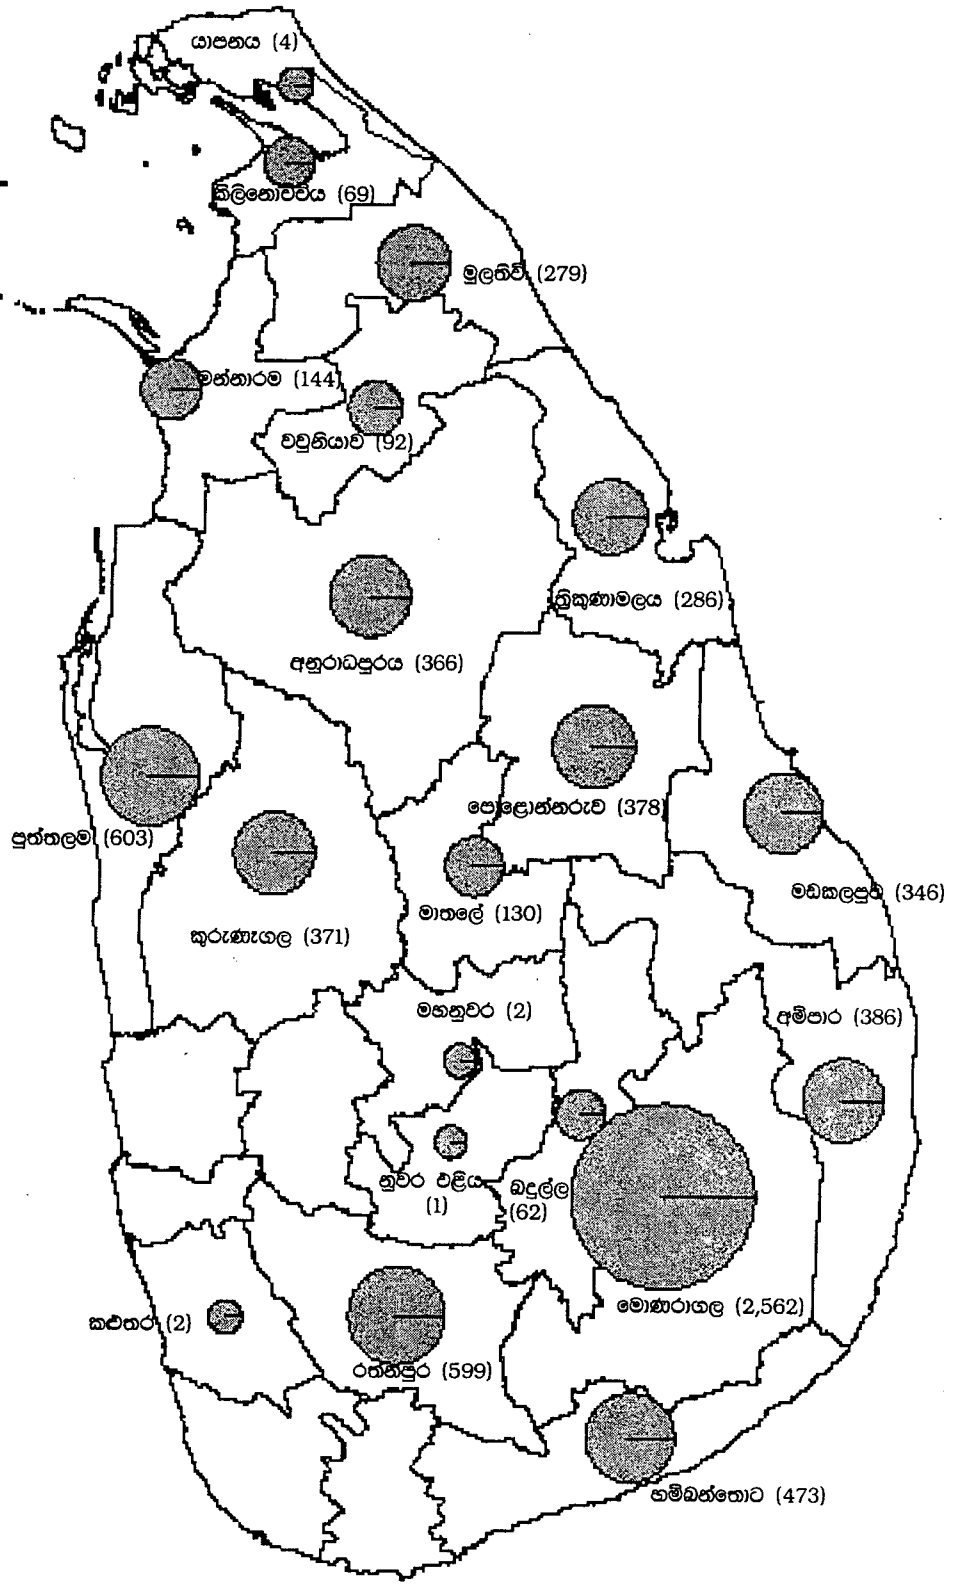 යාපනය (4)
කිලිනොච්චිය (69)
මුලතිව් (279)
මන්නාරම (144)
වවුනියාව (92)
ත්‍රිකුණාමලය (286)
අනුරාධපුරය (366)
පොළොන්නරුව (378)
පුත්තලම (603)
මඩකලපුව (346)
මාතලේ (130)
කුරුණෑගල (371)
මහනුවර (2)
අම්පාර (386)
නුවර එළිය
(1)
බදුල්ල
(62)
මොණරාගල (2,562)
කළුතර (2)
රත්නපුර (599)
හම්බන්තොට (473)